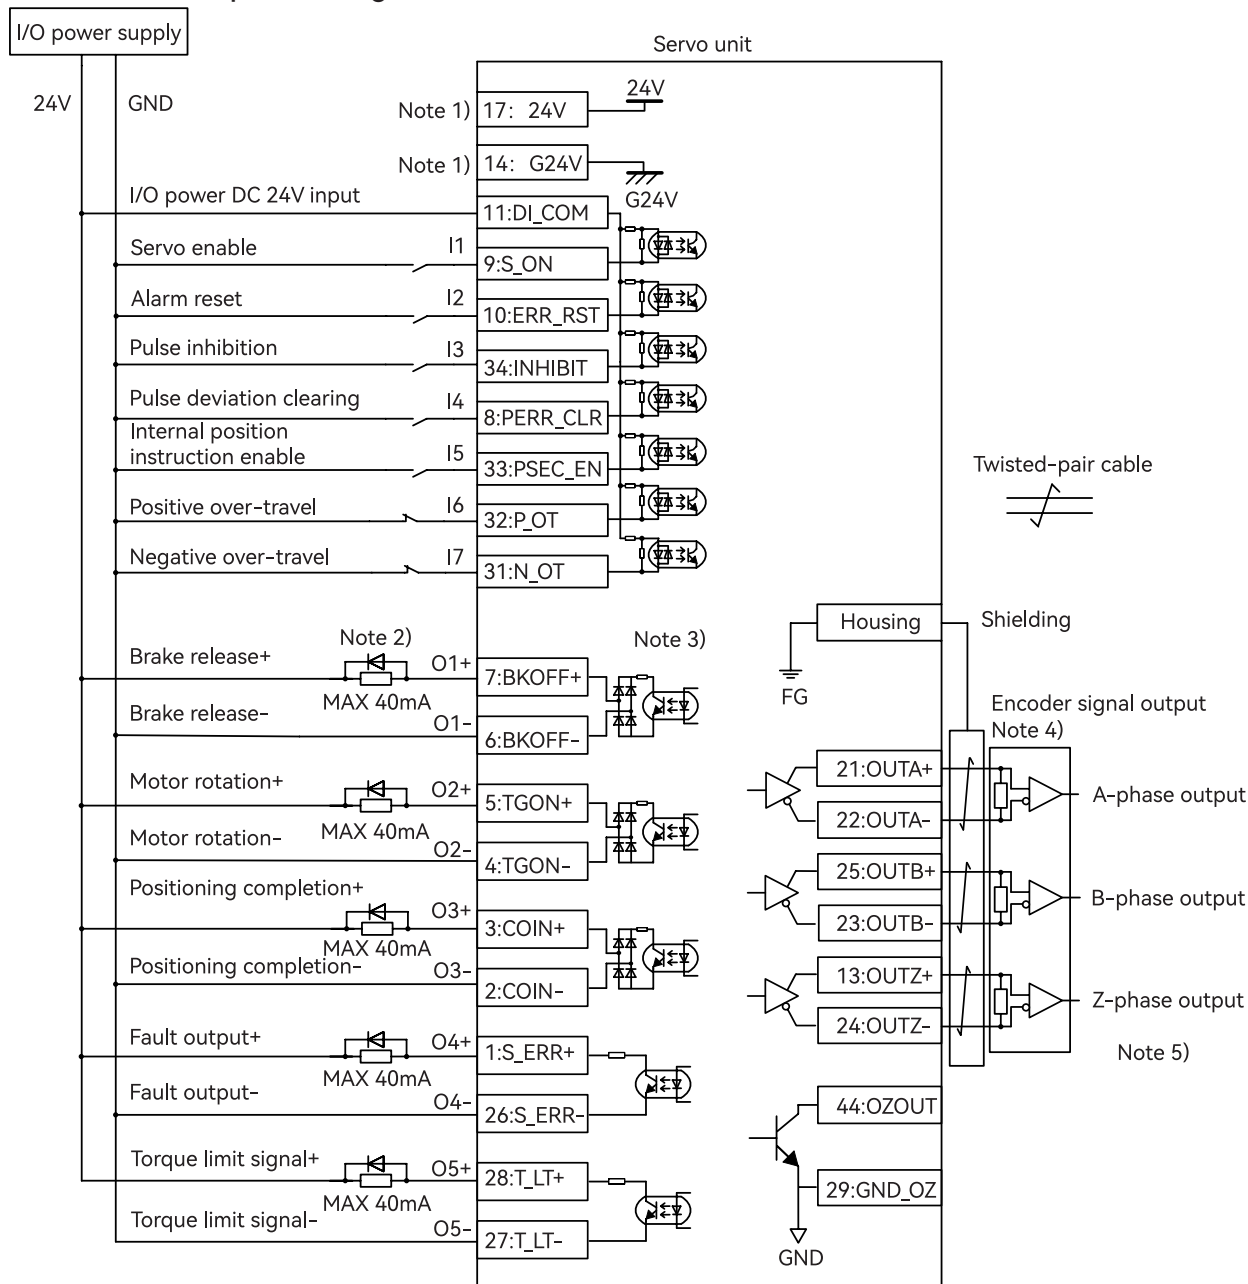 I/O power supply
Servo unit
24V
GND
24V
Note 1)
17: 24V
Note 1)
14: G24V
G24V
I/O power DC 24V input
11:DI_COM
Servo enable
I1
9:S_ON
Alarm reset
I2
10:ERR_RST
Pulse inhibition
I3
34:INHIBIT
Pulse deviation clearing
I4
8:PERR_CLR
Internal position
instruction enable
I5
33:PSEC_EN
Positive over-travel
I6
32:P_OT
Negative over-travel
I7
31:N_OT
Twisted-pair cable
Housing
Shielding
FG
Note 2)
Note 3)
Brake release+
MAX 40mA
O1+
7:BKOFF+
Brake release-
O1-
6:BKOFF-
Motor rotation+
MAX 40mA
O2+
5:TGON+
Motor rotation-
O2-
4:TGON-
Positioning completion+
MAX 40mA
O3+
3:COIN+
Positioning completion-
O3-
2:COIN-
Fault output+
MAX 40mA
O4+
1:S_ERR+
Fault output-
O4-
26:S_ERR-
Torque limit signal+
MAX 40mA
O5+
28:T_LT+
Torque limit signal-
O5-
27:T_LT-
Encoder signal output
Note 4)
21:OUTA+
22:OUTA-
A-phase output
25:OUTB+
23:OUTB-
B-phase output
13:OUTZ+
24:OUTZ-
Z-phase output
Note 5)
44:OZOUT
29:GND_OZ
GND